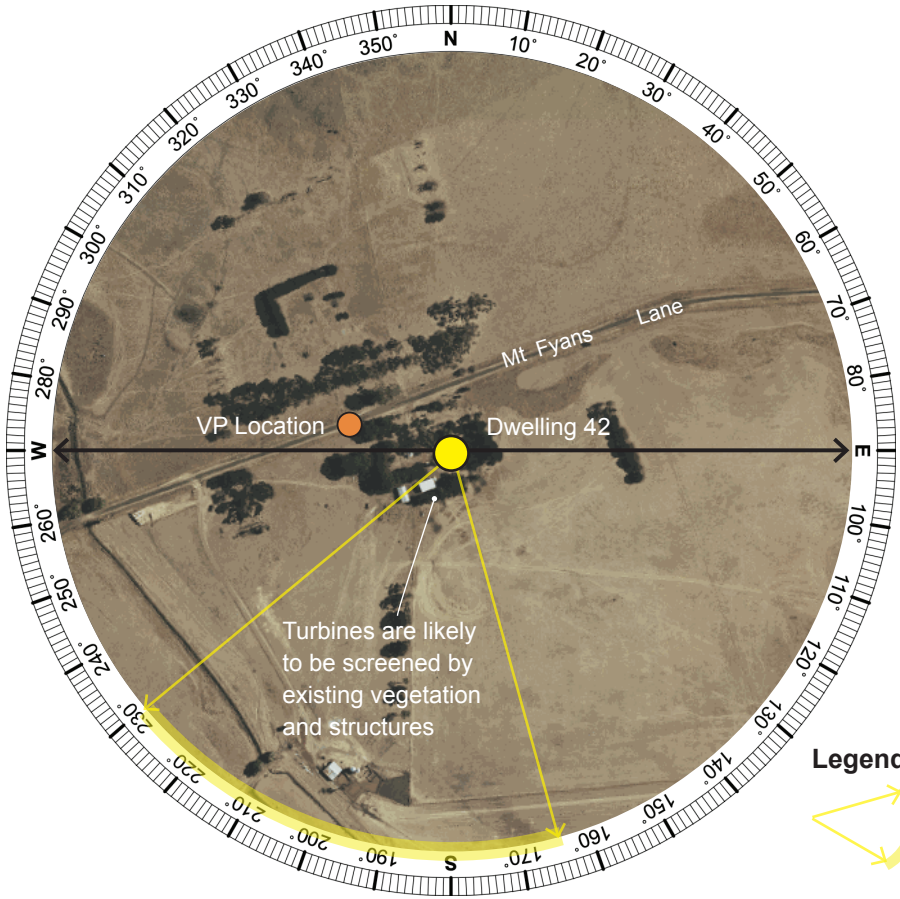 N
10°
20°
30°
40°
50°
60°
70°
80°
E
100°
110°
120°
130°
140°
150°
160°
170°
S
190°
200°
210°
220°
230°
240°
250°
260°
W
280°
290°
300°
310°
320°
330°
340°
350°
Mt Fyans Lane
VP Location
Dwelling 42
Turbines are likely
to be screened by
existing vegetation
and structures
Legend